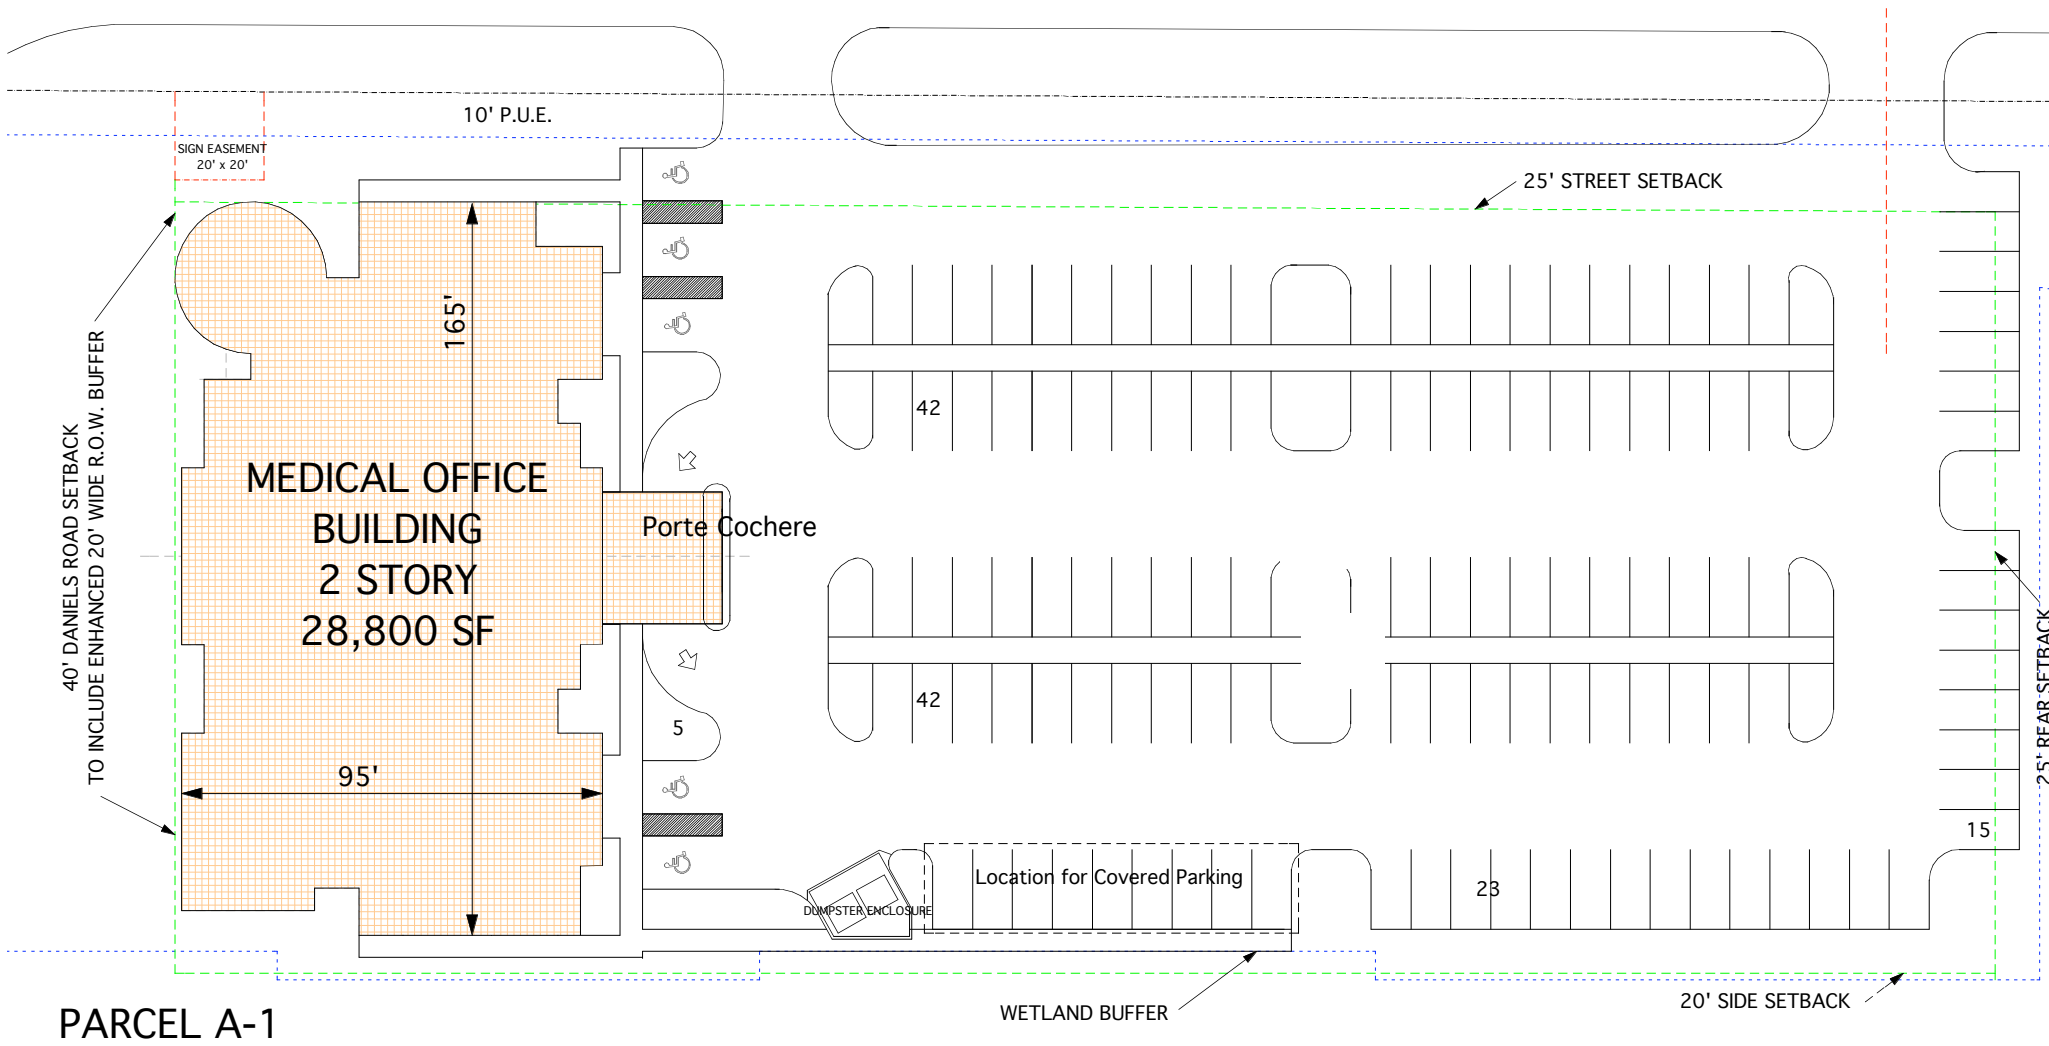 10' P.U.E.
SIGN EASEMENT
20' x 20'
25' STREET SETBACK
165'
40' DANIELS ROAD SETBACK
TO INCLUDE ENHANCED 20' WIDE R.O.W. BUFFER
42
MEDICAL OFFICE
BUILDING
2 STORY
28,800 SF
Porte Cochere
25' REAR SETBACK
42
5
95'
15
Location for Covered Parking
23
DUMPSTER ENCLOSURE
WETLAND BUFFER
20' SIDE SETBACK
PARCEL A-1